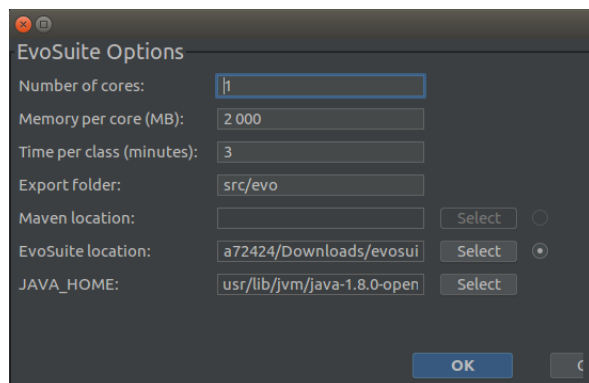 EvoSuite Options
Number of cores: 1
Memory per core (MB): 2 000
Time per class (minutes): 3
Export folder: src/evo
Maven location: Select
EvoSuite location: a72424/Downloads/evosui Select
JAVA_HOME: usr/lib/jvm/java-1.8.0-open Select
OK